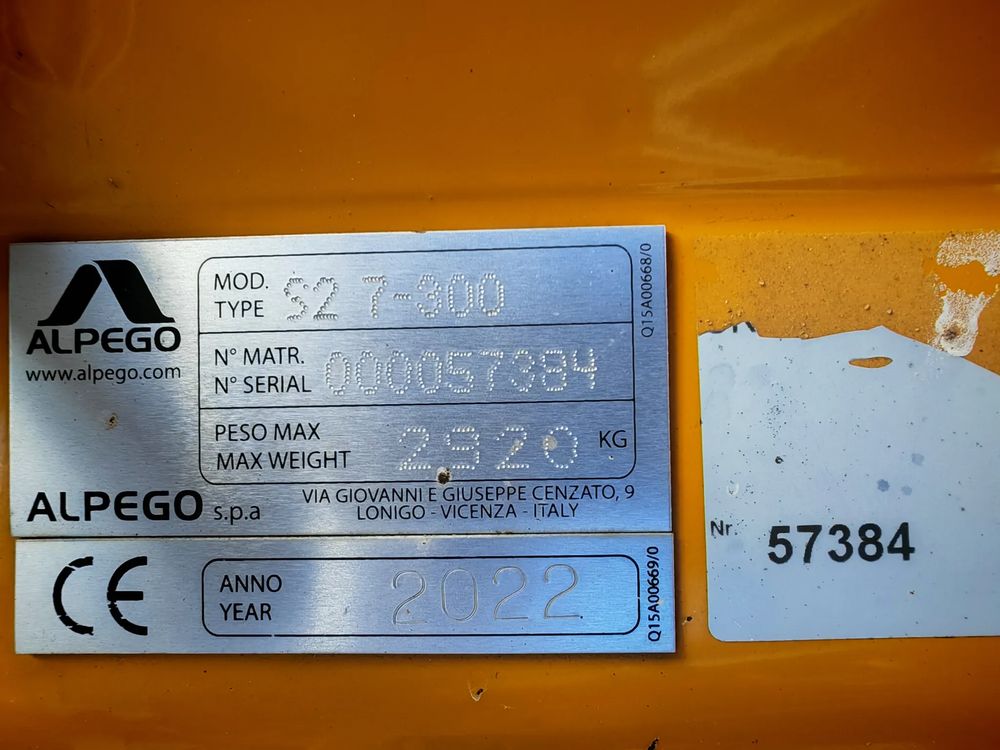 ALPEGO
www.alpego.com
MOD.
TYPE
S2 7-300
N° MATR.
N° SERIAL
000057384
PESO MAX
MAX WEIGHT
KG
ALPEGO s.p.a
VIA GIOVANNI E GIUSEPPE CENZATO, 9
LONIGO - VICENZA - ITALY
Q15A00668/0
CE
ANNO
YEAR
2022
Q15A00669/0
Nr. 57384